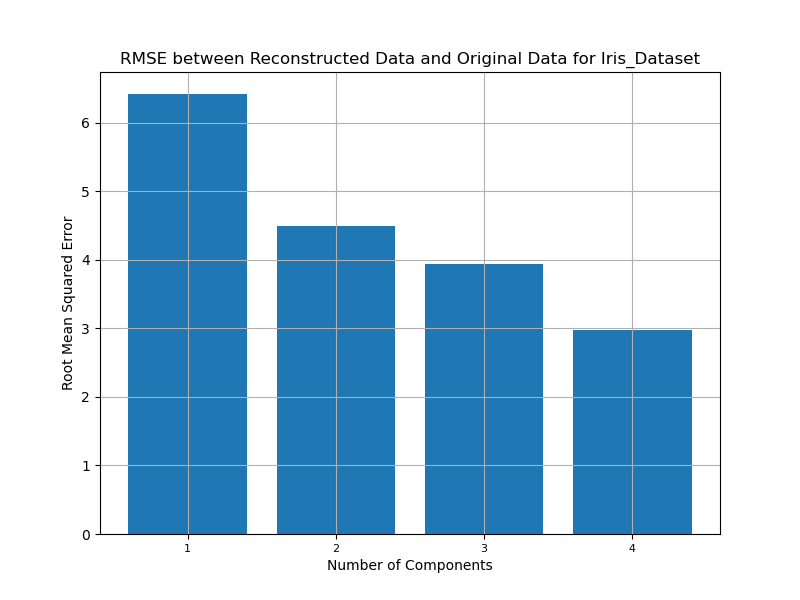 RMSE between Reconstructed Data and Original Data for Iris_Dataset
6
5
4
3
2
1
0
Root Mean Squared Error
1 2 3 4
Number of Components